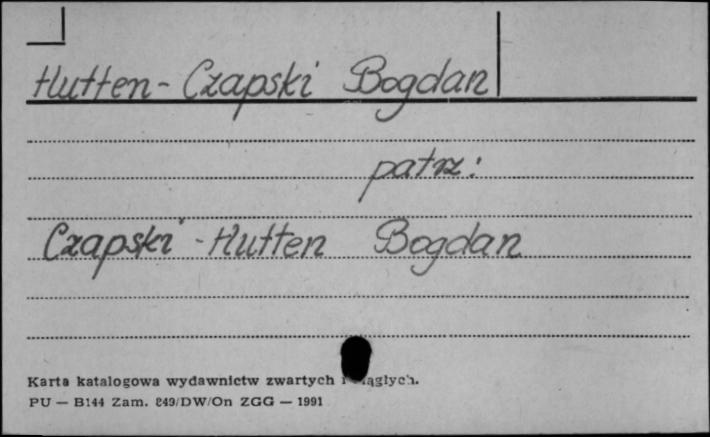 Hutten-Czapski Bogdan
patrz:
Czapski-Hutten Bogdan
Karta katalogowa wydawnictw zwartych i ciągłych.
PU — B144 Zam. 849/DW/On ZGG — 1991